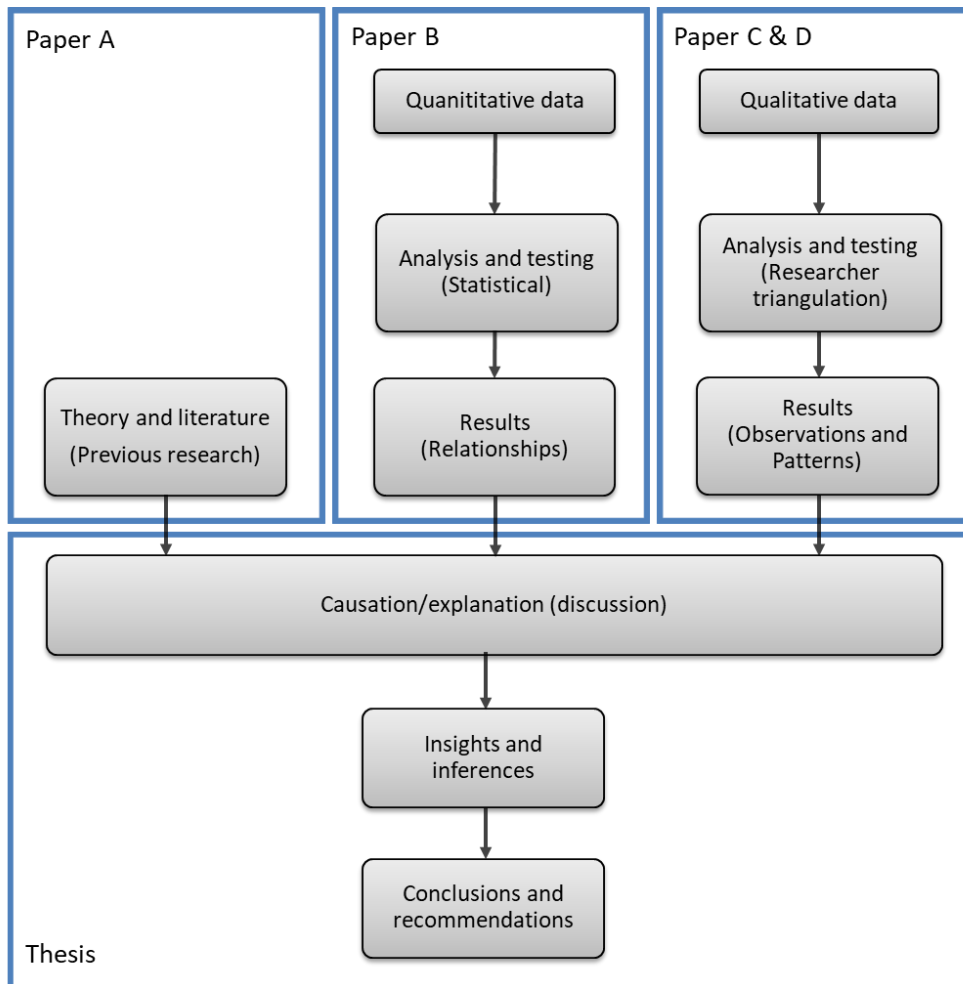 Paper A
Theory and literature
(Previous research)
Paper B
Quanititative data
Analysis and testing
(Statistical)
Results
(Relationships)
Paper C & D
Qualitative data
Analysis and testing
(Researcher
triangulation)
Results
(Observations and
Patterns)
Causation/explanation (discussion)
Insights and
inferences
Conclusions and
recommendations
Thesis